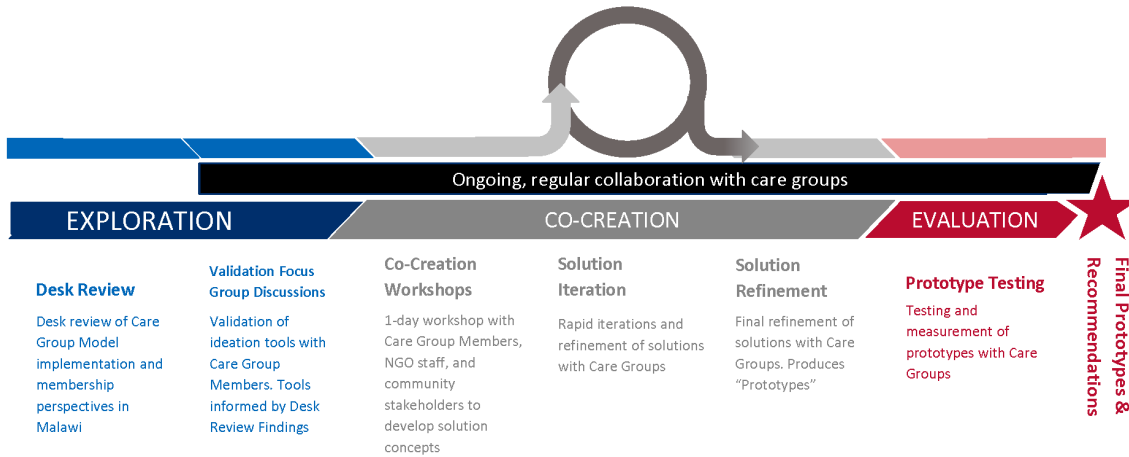 Ongoing, regular collaboration with care groups
EXPLORATION
CO-CREATION
EVALUATION
Desk Review
Desk review of Care
Group Model
implementation and
membership
perspectives in
Malawi
Validation Focus
Group Discussions
Validation of
ideation tools with
Care Group
Members. Tools
informed by Desk
Review Findings
Co-Creation
Workshops
1-day workshop with
Care Group Members,
NGO staff, and
community
stakeholders to
develop solution
concepts
Solution
Iteration
Rapid iterations and
refinement of solutions
with Care Groups
Solution
Refinement
Final refinement of
solutions with Care
Groups. Produces
“Prototypes”
Prototype Testing
Testing and
measurement of
prototypes with Care
Groups
Final Prototypes &
Recommendations